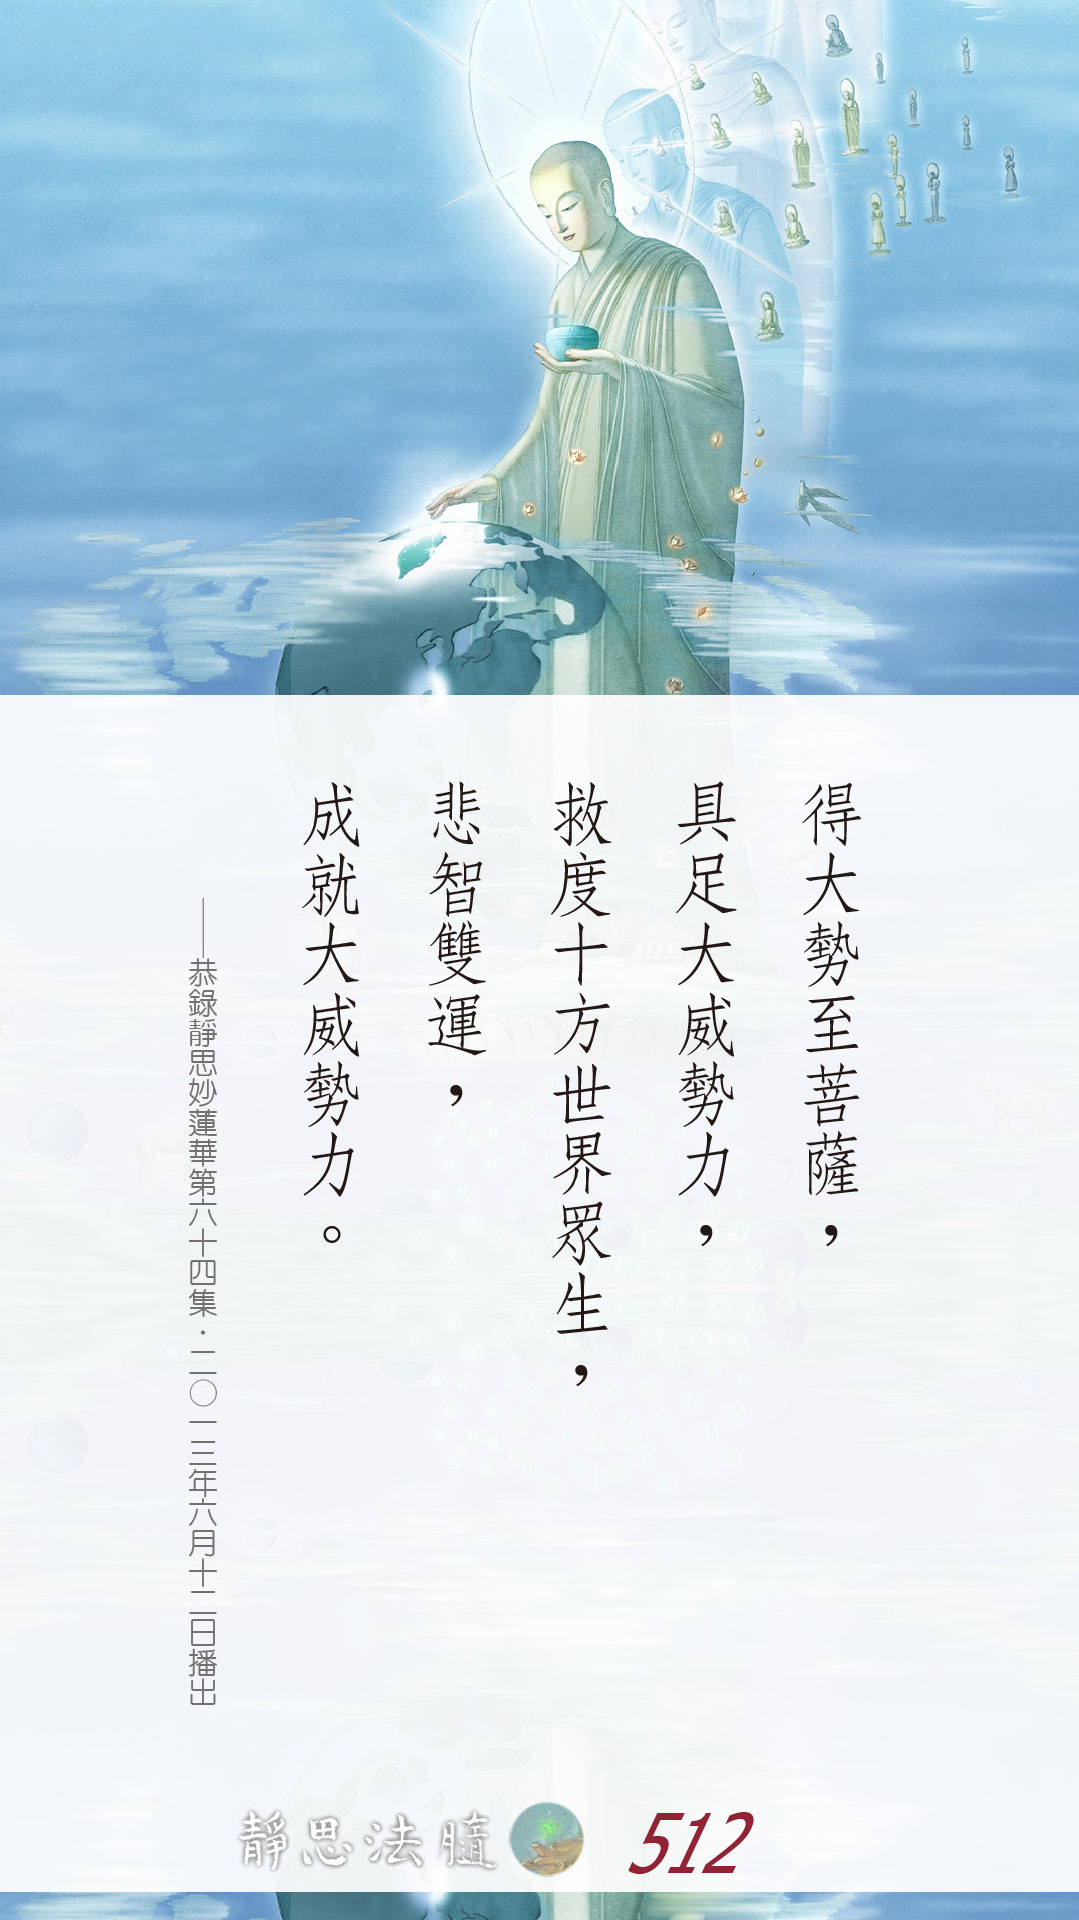 得大勢至菩薩，
具足大威勢力，
救度十方世界眾生，
悲智雙運，
成就大威勢力。
——恭錄靜思妙蓮華第六十四集·二〇一三年六月十二日播出
靜思法髓
512